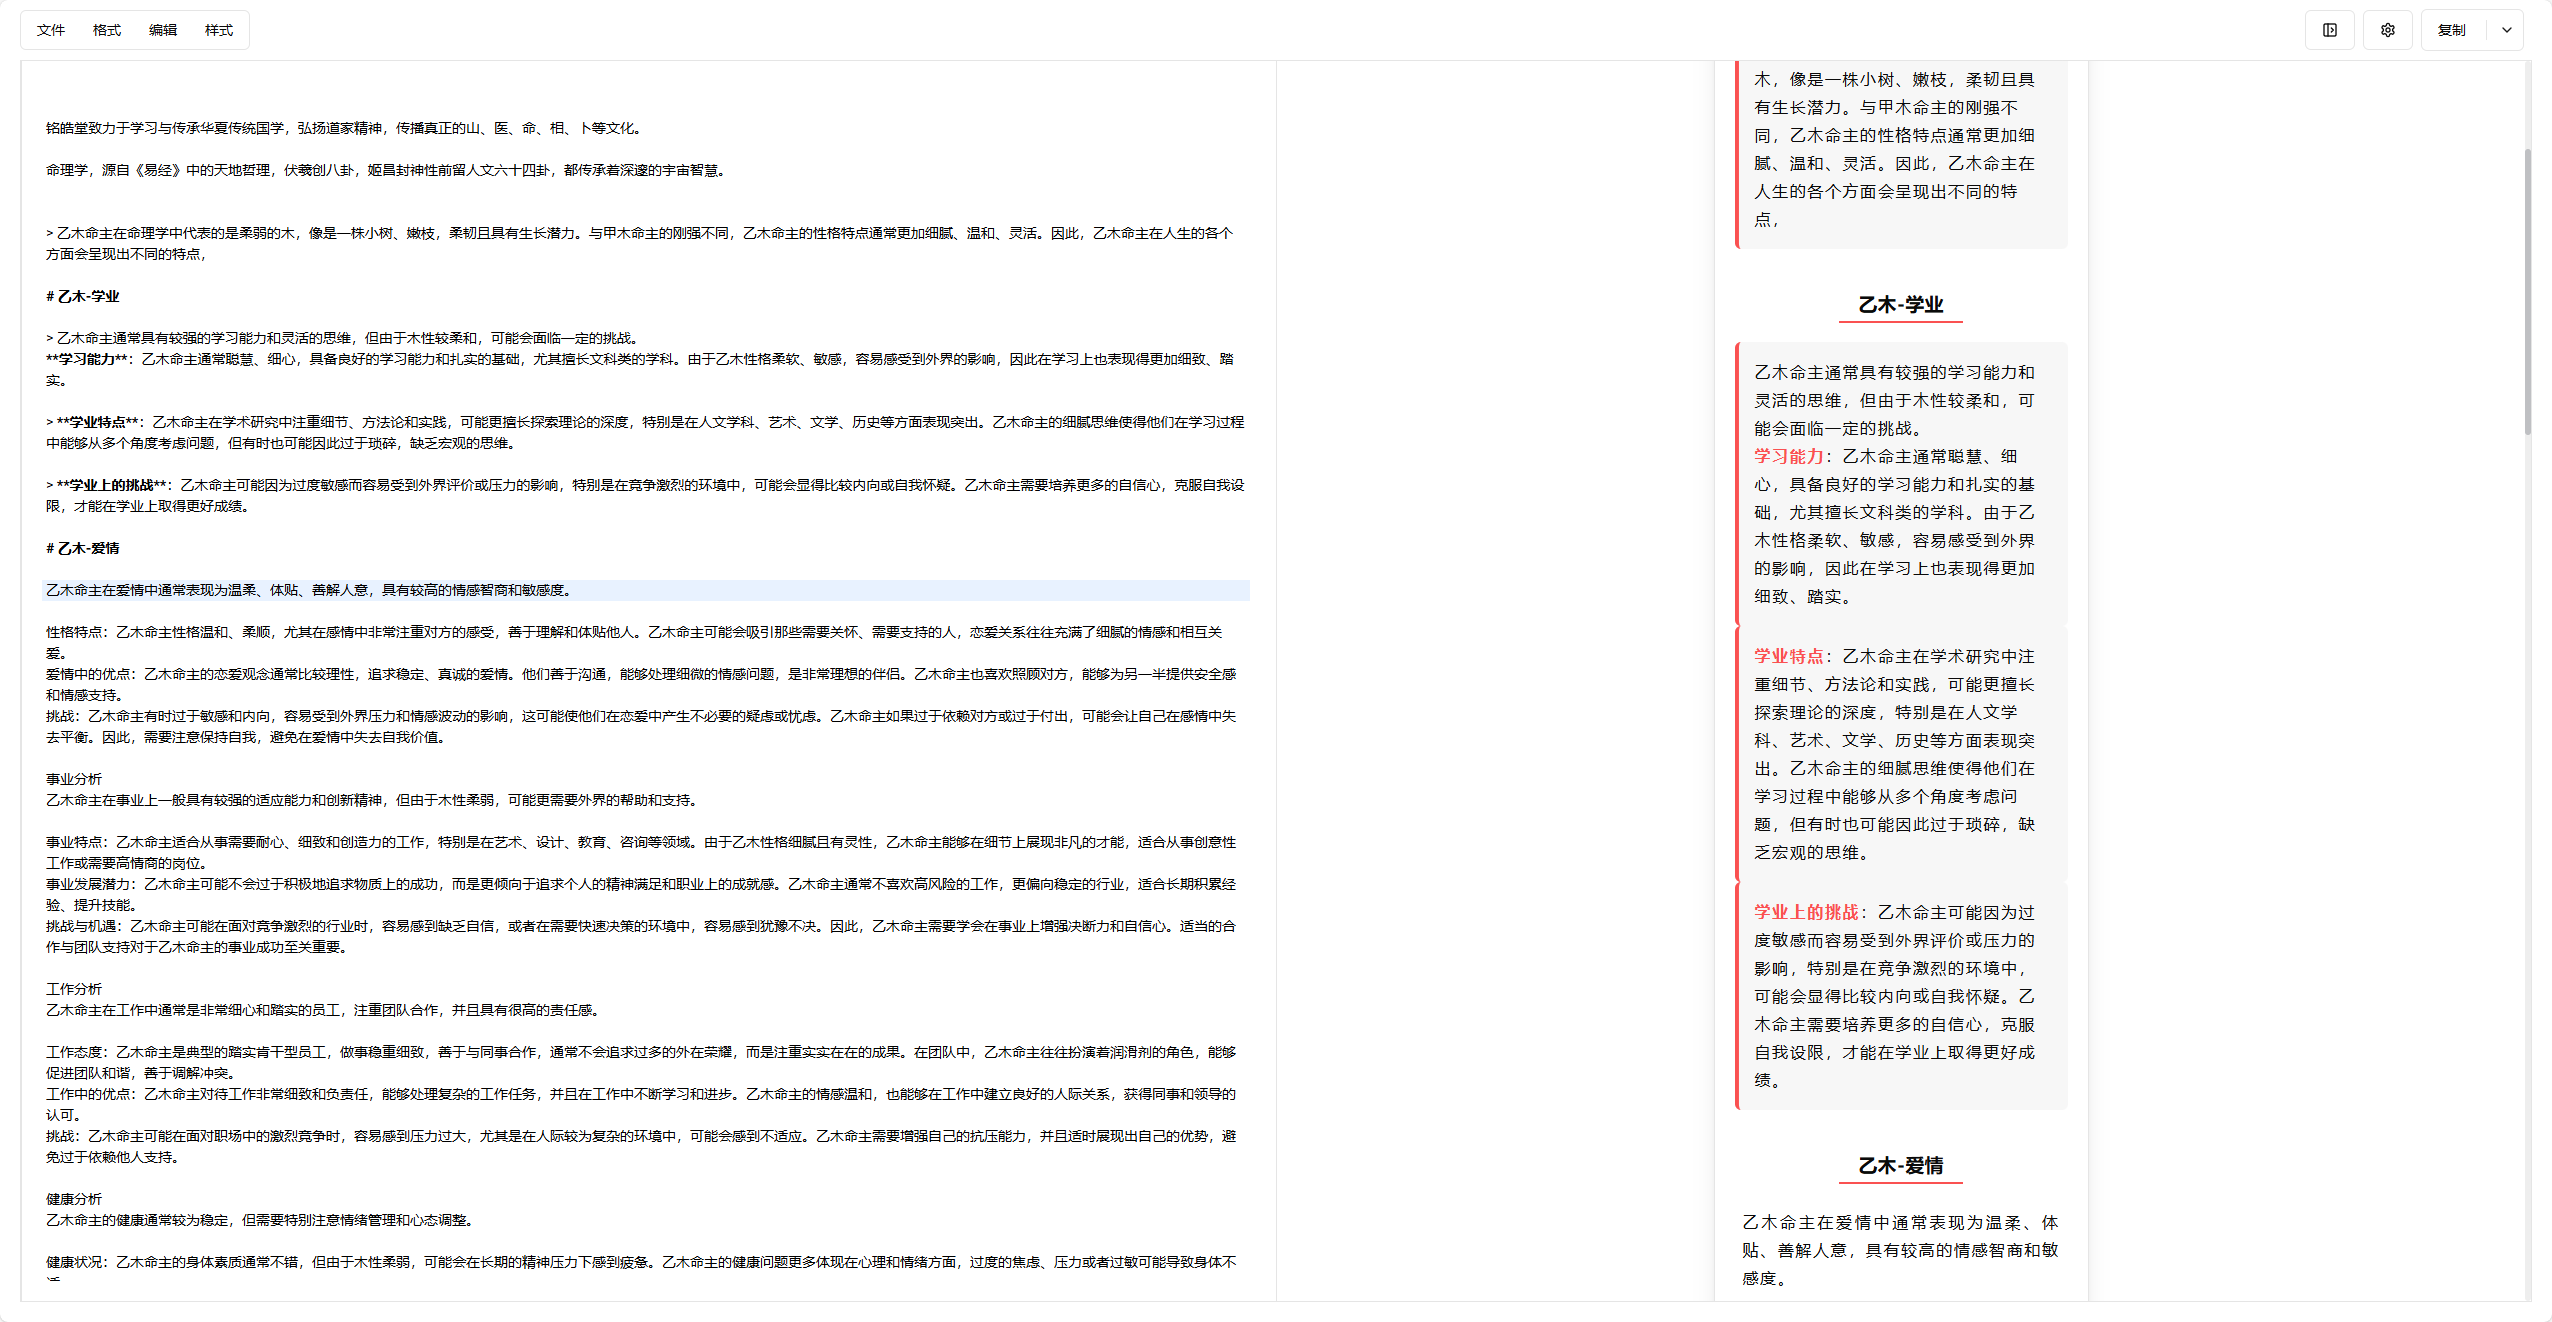 文件 格式 编辑 样式 复制
铭皓堂致力于学习与传承华夏传统国学，弘扬道家精神，传播真正的山、医、命、相、卜等文化。
命理学，源自《易经》中的天地哲理，伏羲创八卦，姬昌封神性前留人文六十四卦，都传承着深邃的宇宙智慧。
> 乙木命主在命理学中代表的是柔弱的木，像是一株小树、嫩枝，柔韧且具有生长潜力。与甲木命主的刚强不同，乙木命主的性格特点通常更加细腻、温和、灵活。因此，乙木命主在人生的各个
方面会呈现出不同的特点，
# 乙木-学业
> 乙木命主通常具有较强的学习能力和灵活的思维，但由于木性较柔和，可能会面临一定的挑战。
**学习能力**：乙木命主通常聪慧、细心，具备良好的学习能力和扎实的基础，尤其擅长文科类的学科。由于乙木性格柔软、敏感，容易感受到外界的影响，因此在学习上也表现得更加细致、踏
实。
> **学业特点**：乙木命主在学术研究中注重细节、方法论和实践，可能更擅长探索理论的深度，特别是在人文学科、艺术、文学、历史等方面表现突出。乙木命主的细腻思维使得他们在学习过程
中能够从多个角度考虑问题，但有时也可能因此过于琐碎，缺乏宏观的思维。
> **学业上的挑战**：乙木命主可能因为过度敏感而容易受到外界评价或压力的影响，特别是在竞争激烈的环境中，可能会显得比较内向或自我怀疑。乙木命主需要培养更多的自信心，克服自我设
限，才能在学业上取得更好成绩。
# 乙木-爱情
乙木命主在爱情中通常表现为温柔、体贴、善解人意，具有较高的情感智商和敏感度。
性格特点：乙木命主性格温和、柔顺，尤其在感情中非常注重对方的感受，善于理解和体贴他人。乙木命主可能会吸引那些需要关怀、需要支持的人，恋爱关系往往充满了细腻的情感和相互关
爱。
爱情中的优点：乙木命主的恋爱观念通常比较理性，追求稳定、真诚的爱情。他们善于沟通，能够处理细微的情感问题，是非常理想的伴侣。乙木命主也喜欢照顾对方，能够为另一半提供安全感
和情感支持。
挑战：乙木命主有时过于敏感和内向，容易受到外界压力和情感波动的影响，这可能使他们在恋爱中产生不必要的疑虑或忧虑。乙木命主如果过于依赖对方或过于付出，可能会让自己在感情中失
去平衡。因此，需要注意保持自我，避免在爱情中失去自我价值。
事业分析
乙木命主在事业上一般具有较强的适应能力和创新精神，但由于木性柔弱，可能更需要外界的帮助和支持。
事业特点：乙木命主适合从事需要耐心、细致和创造力的工作，特别是在艺术、设计、教育、咨询等领域。由于乙木性格细腻且有灵性，乙木命主能够在细节上展现非凡的才能，适合从事创意性
工作或需要高情商的岗位。
事业发展潜力：乙木命主可能不会过于积极地追求物质上的成功，而是更倾向于追求个人的精神满足和职业上的成就感。乙木命主通常不喜欢高风险的工作，更偏向稳定的行业，适合长期积累经
验、提升技能。
挑战与机遇：乙木命主可能在面对竞争激烈的行业时，容易感到缺乏自信，或者在需要快速决策的环境中，容易感到犹豫不决。因此，乙木命主需要学会在事业上增强决断力和自信心。适当的合
作与团队支持对于乙木命主的事业成功至关重要。
工作分析
乙木命主在工作中通常是非常细心和踏实的员工，注重团队合作，并且具有很高的责任感。
工作态度：乙木命主是典型的踏实肯干型员工，做事稳重细致，善于与同事合作，通常不会追求过多的外在荣耀，而是注重实实在在的成果。在团队中，乙木命主往往扮演着润滑剂的角色，能够
促进团队和谐，善于调解冲突。
工作中的优点：乙木命主对待工作非常细致和负责任，能够处理复杂的工作任务，并且在工作中不断学习和进步。乙木命主的情感温和，也能够在工作中建立良好的人际关系，获得同事和领导的
认可。
挑战：乙木命主可能在面对职场中的激烈竞争时，容易感到压力过大，尤其是在人际较为复杂的环境中，可能会感到不适应。乙木命主需要增强自己的抗压能力，并且适时展现出自己的优势，避
免过于依赖他人支持。
健康分析
乙木命主的健康通常较为稳定，但需要特别注意情绪管理和心态调整。
健康状况：乙木命主的身体素质通常不错，但由于木性柔弱，可能会在长期的精神压力下感到疲惫。乙木命主的健康问题更多体现在心理和情绪方面，过度的焦虑、压力或者过敏可能导致身体不
木，像是一株小树、嫩枝，柔韧且具
有生长潜力。与甲木命主的刚强不
同，乙木命主的性格特点通常更加细
腻、温和、灵活。因此，乙木命主在
人生的各个方面会呈现出不同的特
点，
乙木-学业
乙木命主通常具有较强的学习能力和
灵活的思维，但由于木性较柔和，可
能会面临一定的挑战。
学习能力：乙木命主通常聪慧、细
心，具备良好的学习能力和扎实的基
础，尤其擅长文科类的学科。由于乙
木性格柔软、敏感，容易感受到外界
的影响，因此在学习上也表现得更加
细致、踏实。
学业特点：乙木命主在学术研究中注
重细节、方法论和实践，可能更擅长
探索理论的深度，特别是在人文学
科、艺术、文学、历史等方面表现突
出。乙木命主的细腻思维使得他们在
学习过程中能够从多个角度考虑问
题，但有时也可能因此过于琐碎，缺
乏宏观的思维。
学业上的挑战：乙木命主可能因为过
度敏感而容易受到外界评价或压力的
影响，特别是在竞争激烈的环境中，
可能会显得比较内向或自我怀疑。乙
木命主需要培养更多的自信心，克服
自我设限，才能在学业上取得更好成
绩。
乙木-爱情
乙木命主在爱情中通常表现为温柔、体
贴、善解人意，具有较高的情感智商和敏
感度。